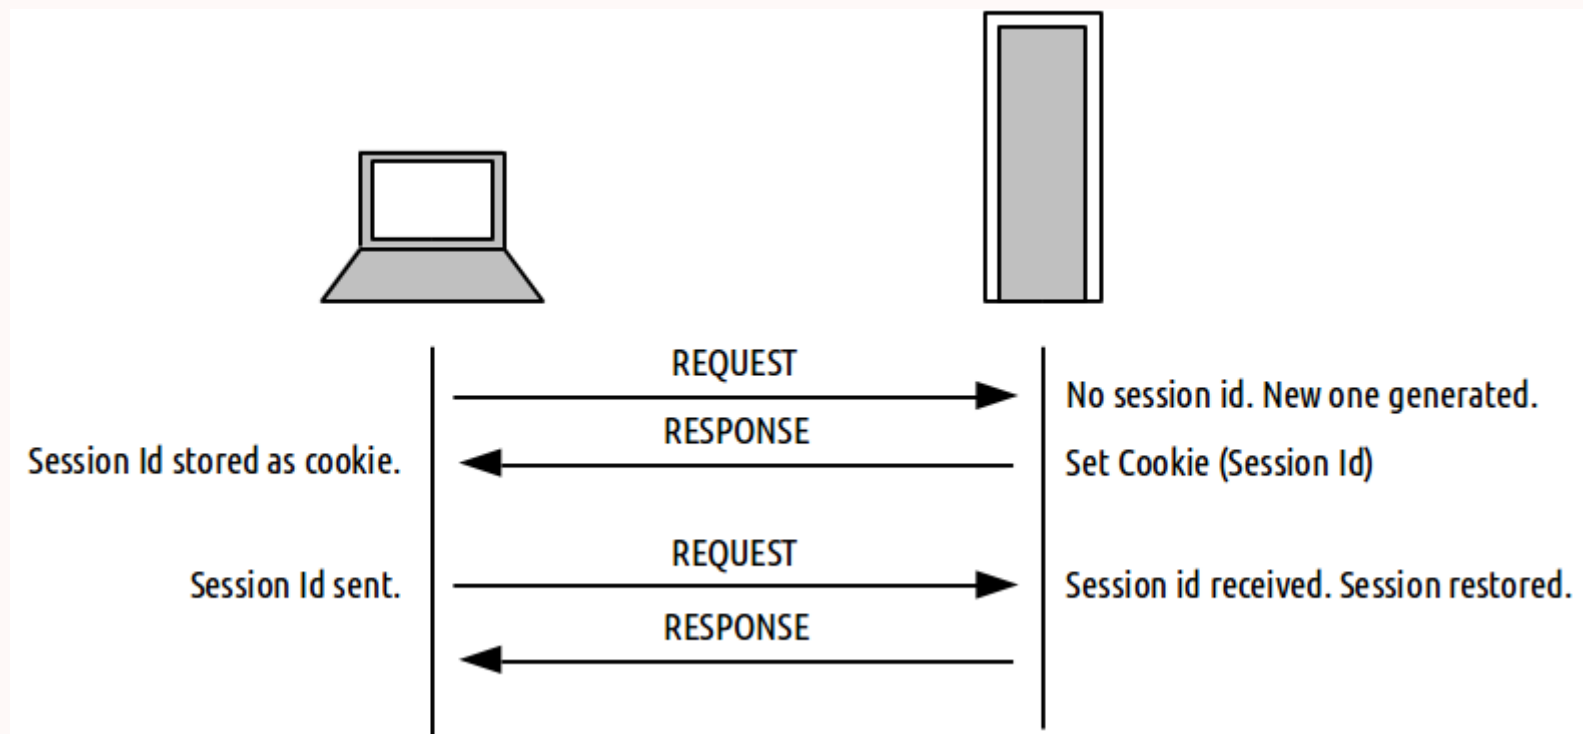 REQUEST
No session id. New one generated.
RESPONSE
Session Id stored as cookie.
Set Cookie (Session Id)
REQUEST
Session Id sent.
Session id received. Session restored.
RESPONSE